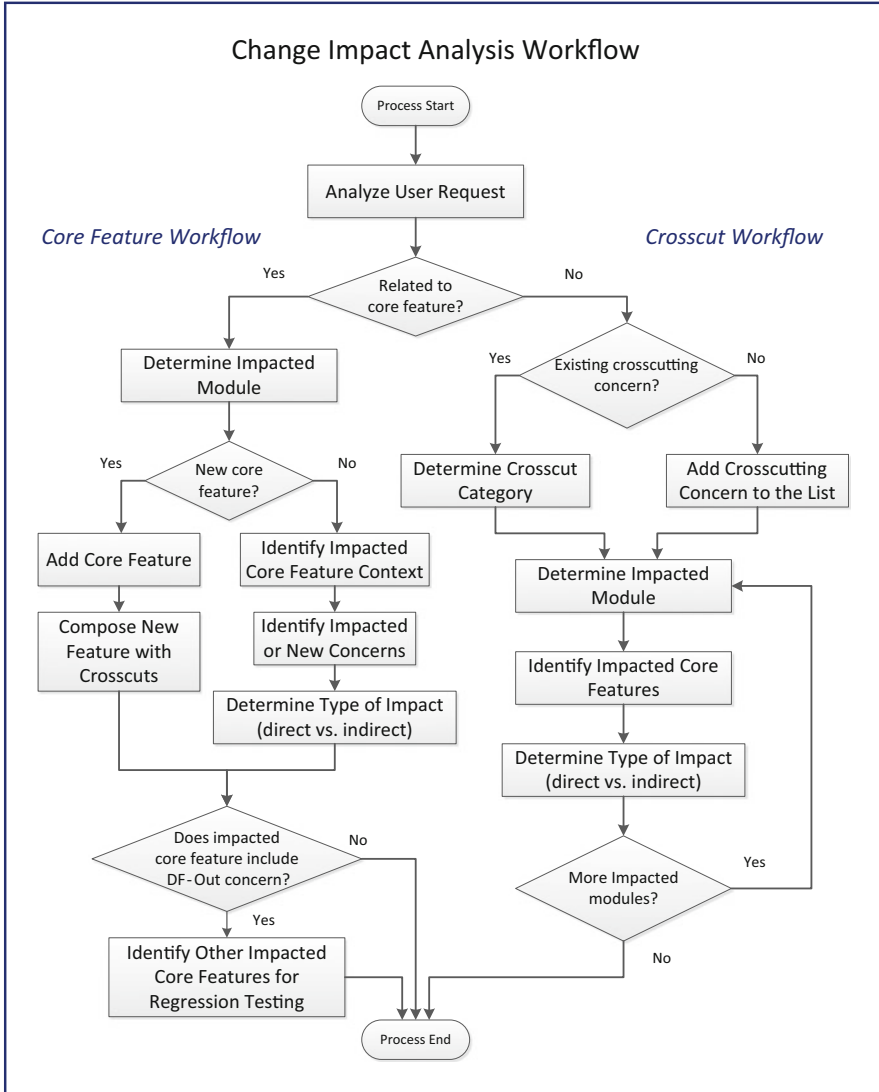 Change Impact Analysis Workflow
Process Start
Analyze User Request
Core Feature Workflow
Crosscut Workflow
Yes
No
Related to
core feature?
Determine Impacted
Module
Yes
No
Existing crosscutting
concern?
Yes
No
New core
feature?
Determine Crosscut
Category
Add Crosscutting
Concern to the List
Add Core Feature
Identify Impacted
Core Feature Context
Determine Impacted
Module
Compose New
Feature with
Crosscuts
Identify Impacted
or New Concerns
Identify Impacted Core
Features
Determine Type of Impact
(direct vs. indirect)
Determine Type of Impact
(direct vs. indirect)
Does impacted
core feature include
DF-Out concern?
No
Yes
More Impacted
modules?
Yes
No
Identify Other Impacted
Core Features for
Regression Testing
Process End